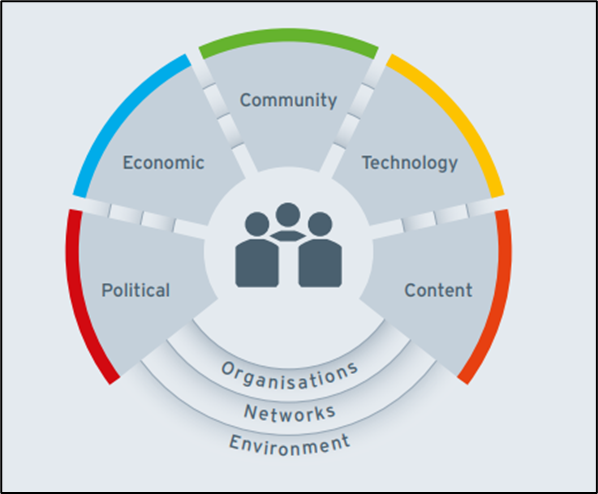 Community
Economic
Technology
Political
Content
Organisations
Networks
Environment